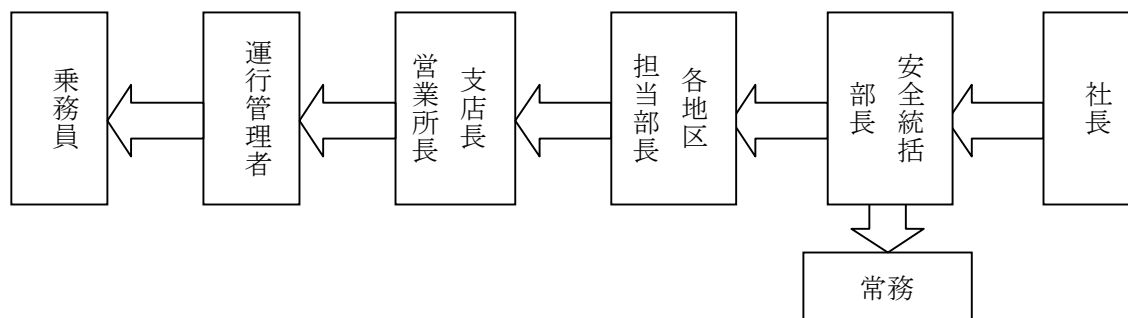 社長
安全統括
部長
各地区
担当部長
支店長
営業所長
運行管理者
乗務員
常務